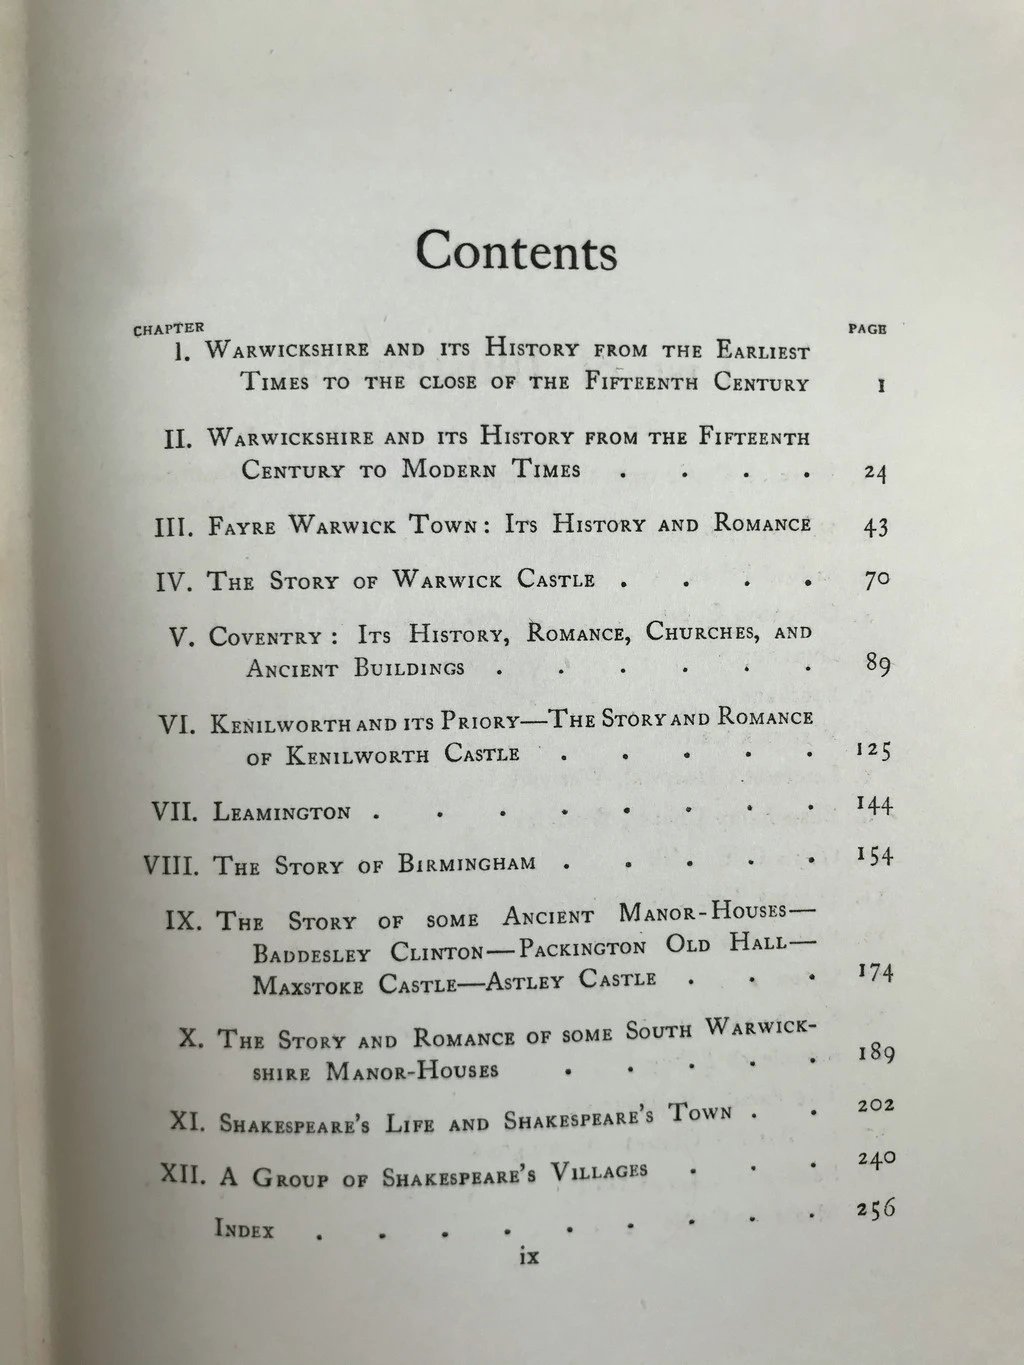 Contents
CHAPTER PAGE
I. Warwickshire and its History from the Earliest
Times to the close of the Fifteenth Century 1
II. Warwickshire and its History from the Fifteenth
Century to Modern Times . . . . 24
III. Fayre Warwick Town: Its History and Romance 43
IV. The Story of Warwick Castle . . . . 70
V. Coventry: Its History, Romance, Churches, and
Ancient Buildings . . . . . . 89
VI. Kenilworth and its Priory—The Story and Romance
of Kenilworth Castle . . . . . 125
VII. Leamington . . . . . . . . 144
VIII. The Story of Birmingham . . . . . 154
IX. The Story of some Ancient Manor-Houses—
Baddesley Clinton—Packington Old Hall—
Maxstoke Castle—Astley Castle . . . 174
X. The Story and Romance of some South Warwick-
shire Manor-Houses . . . . . 189
XI. Shakespeare's Life and Shakespeare's Town . . 202
XII. A Group of Shakespeare's Villages . . . 240
Index . . . . . . . . . 256
ix